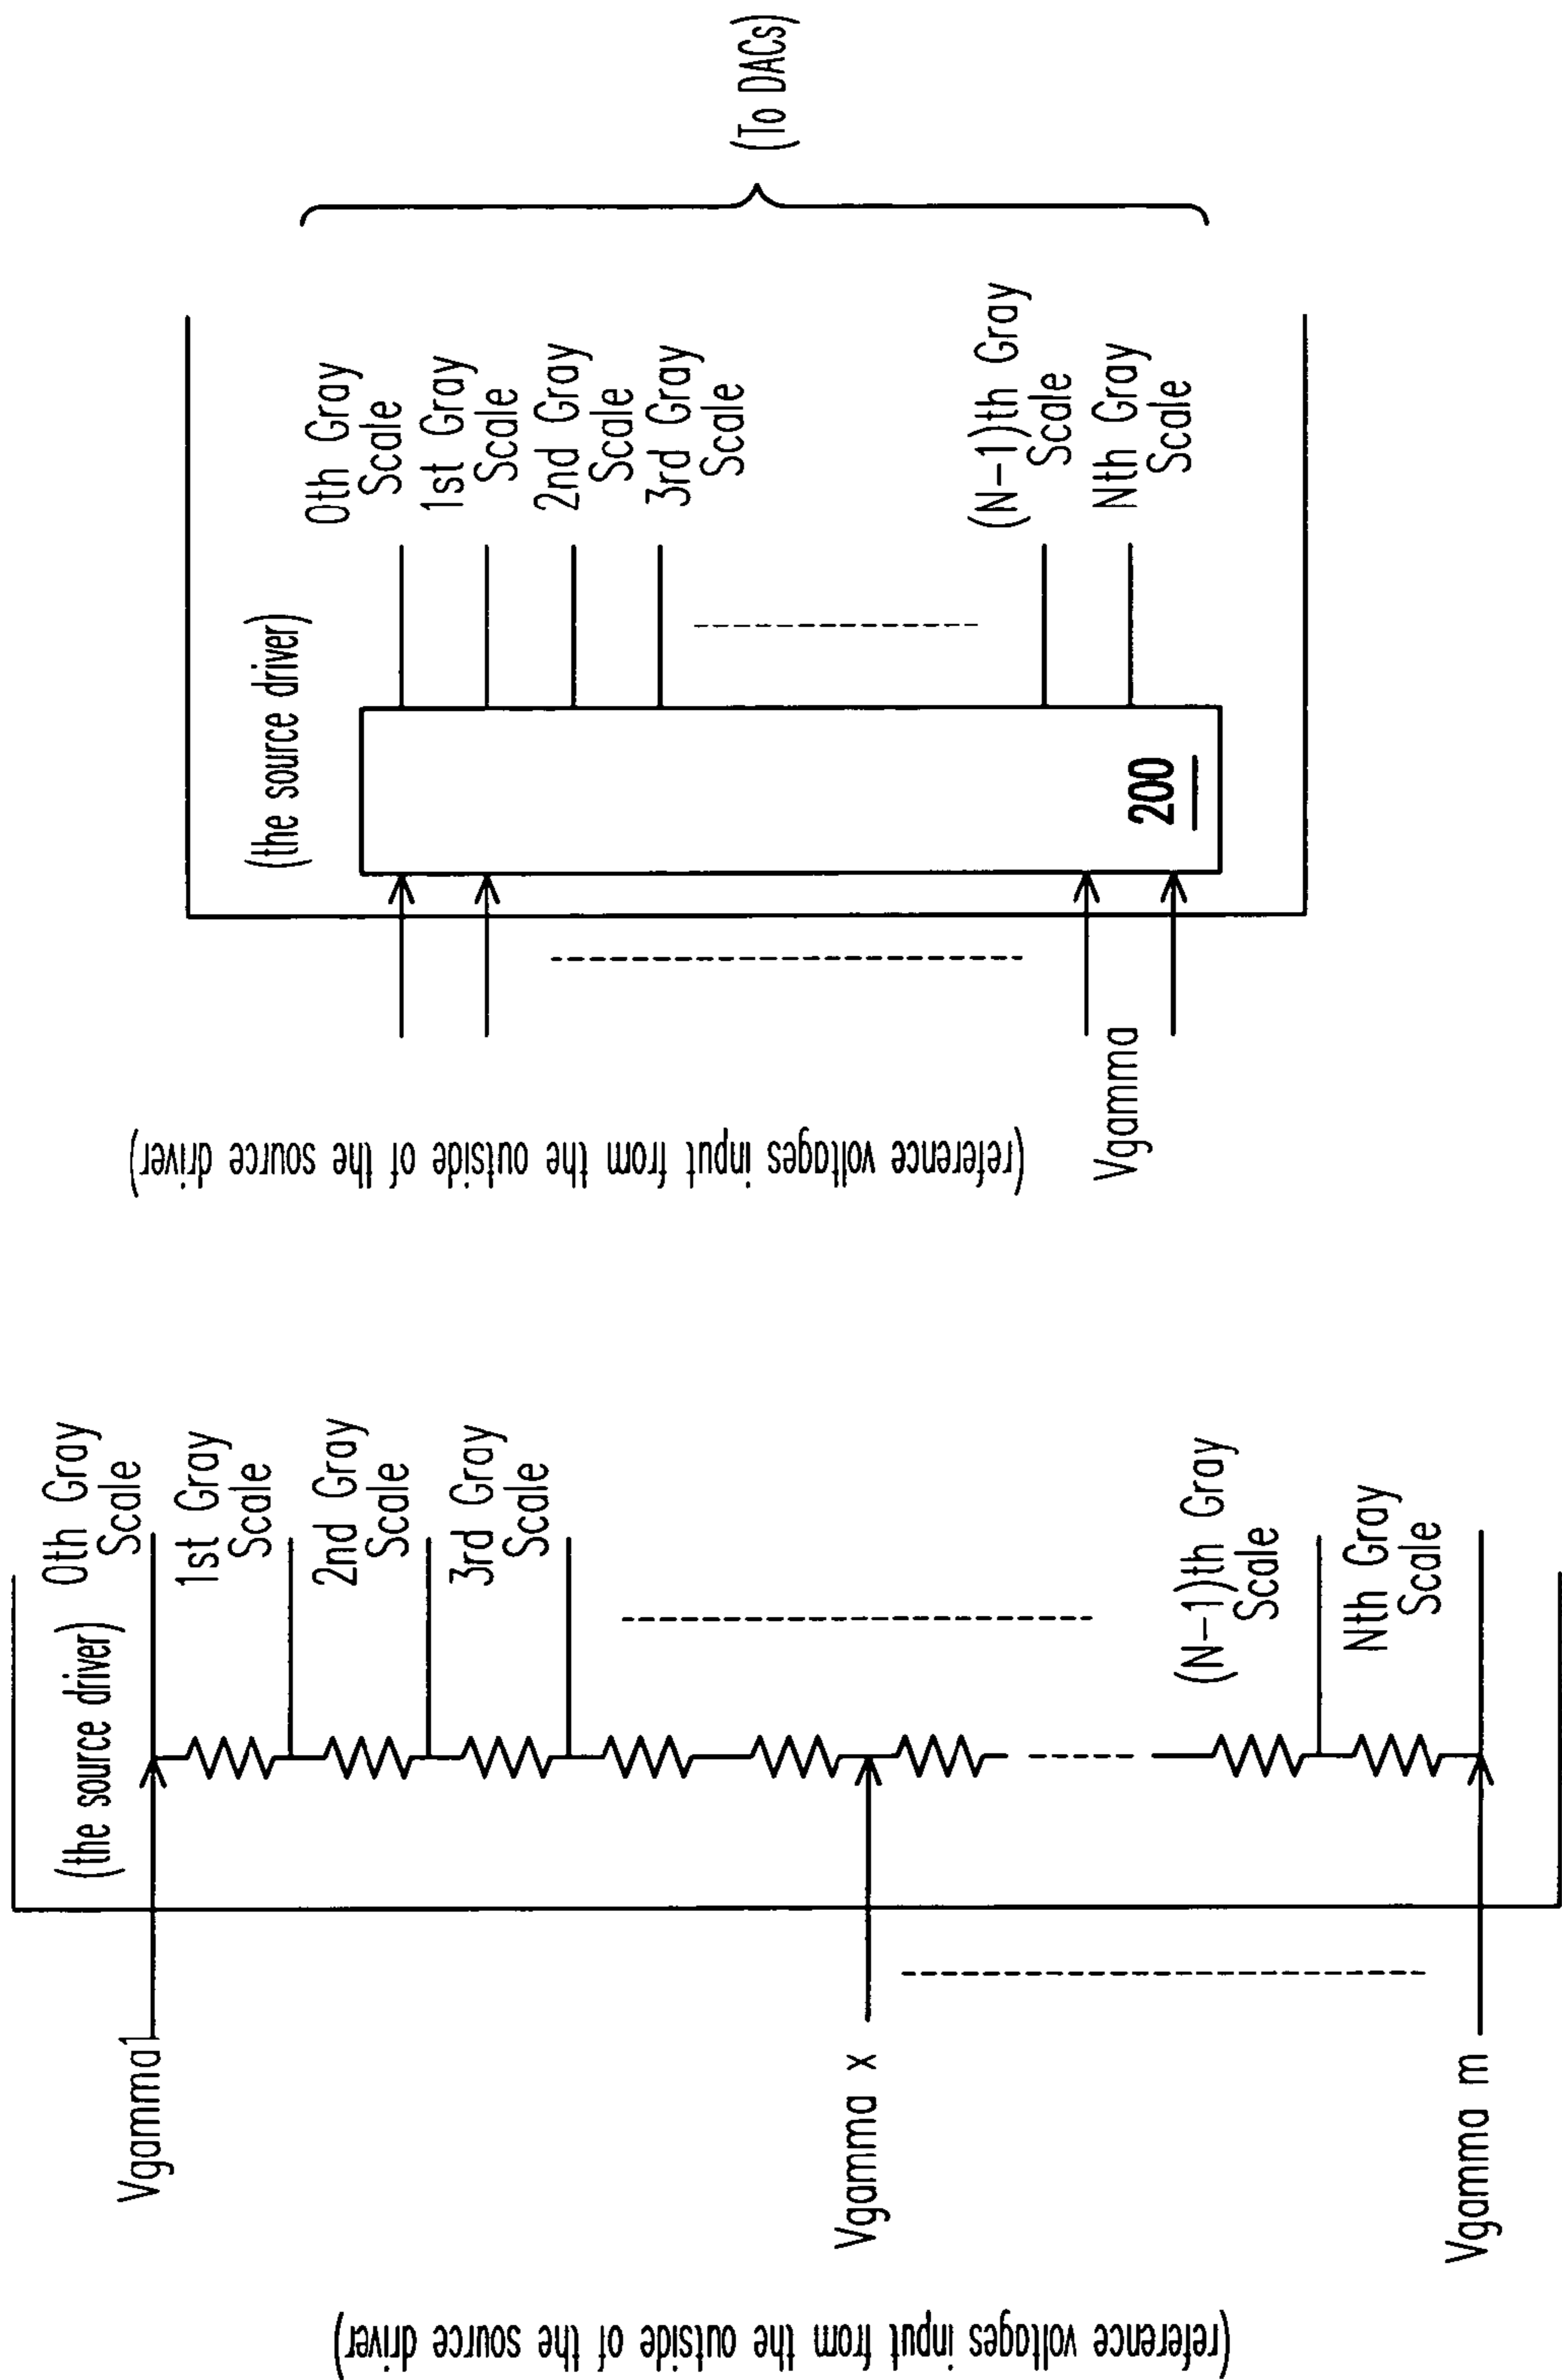 (reference voltages input from the outside of the source driver)
Vgamma1
Vgamma x
Vgamma m
(the source driver)
0th Gray
Scale
1st Gray
Scale
2nd Gray
Scale
3rd Gray
Scale
(N-1)th Gray
Scale
Nth Gray
Scale
(reference voltages input from the outside of the source driver)
Vgamma
(the source driver)
200
0th Gray
Scale
1st Gray
Scale
2nd Gray
Scale
3rd Gray
Scale
(N-1)th Gray
Scale
Nth Gray
Scale
(To DACs)